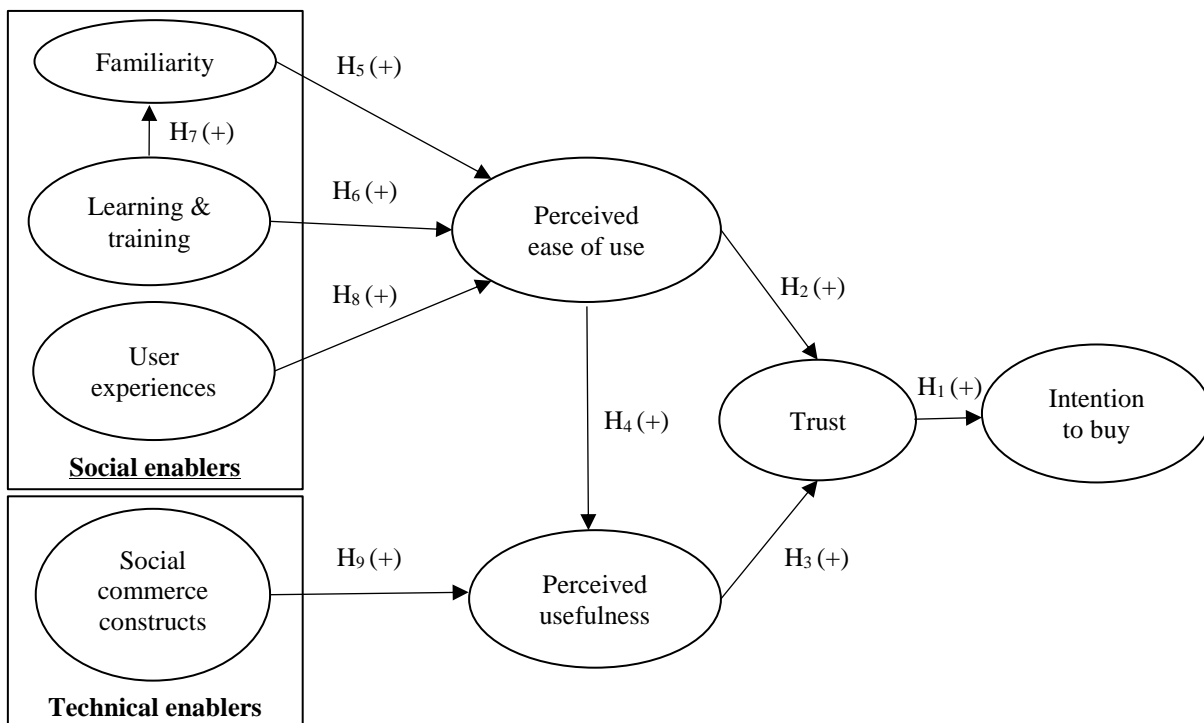 Familiarity
H₅ (+)
H₇ (+)
Learning &
training
H₆ (+)
Perceived
ease of use
H₈ (+)
H₂ (+)
User
experiences
H₁ (+)
H₄ (+)
Trust
Intention
to buy
Social enablers
Social
commerce
constructs
H₉ (+)
Perceived
usefulness
H₃ (+)
Technical enablers